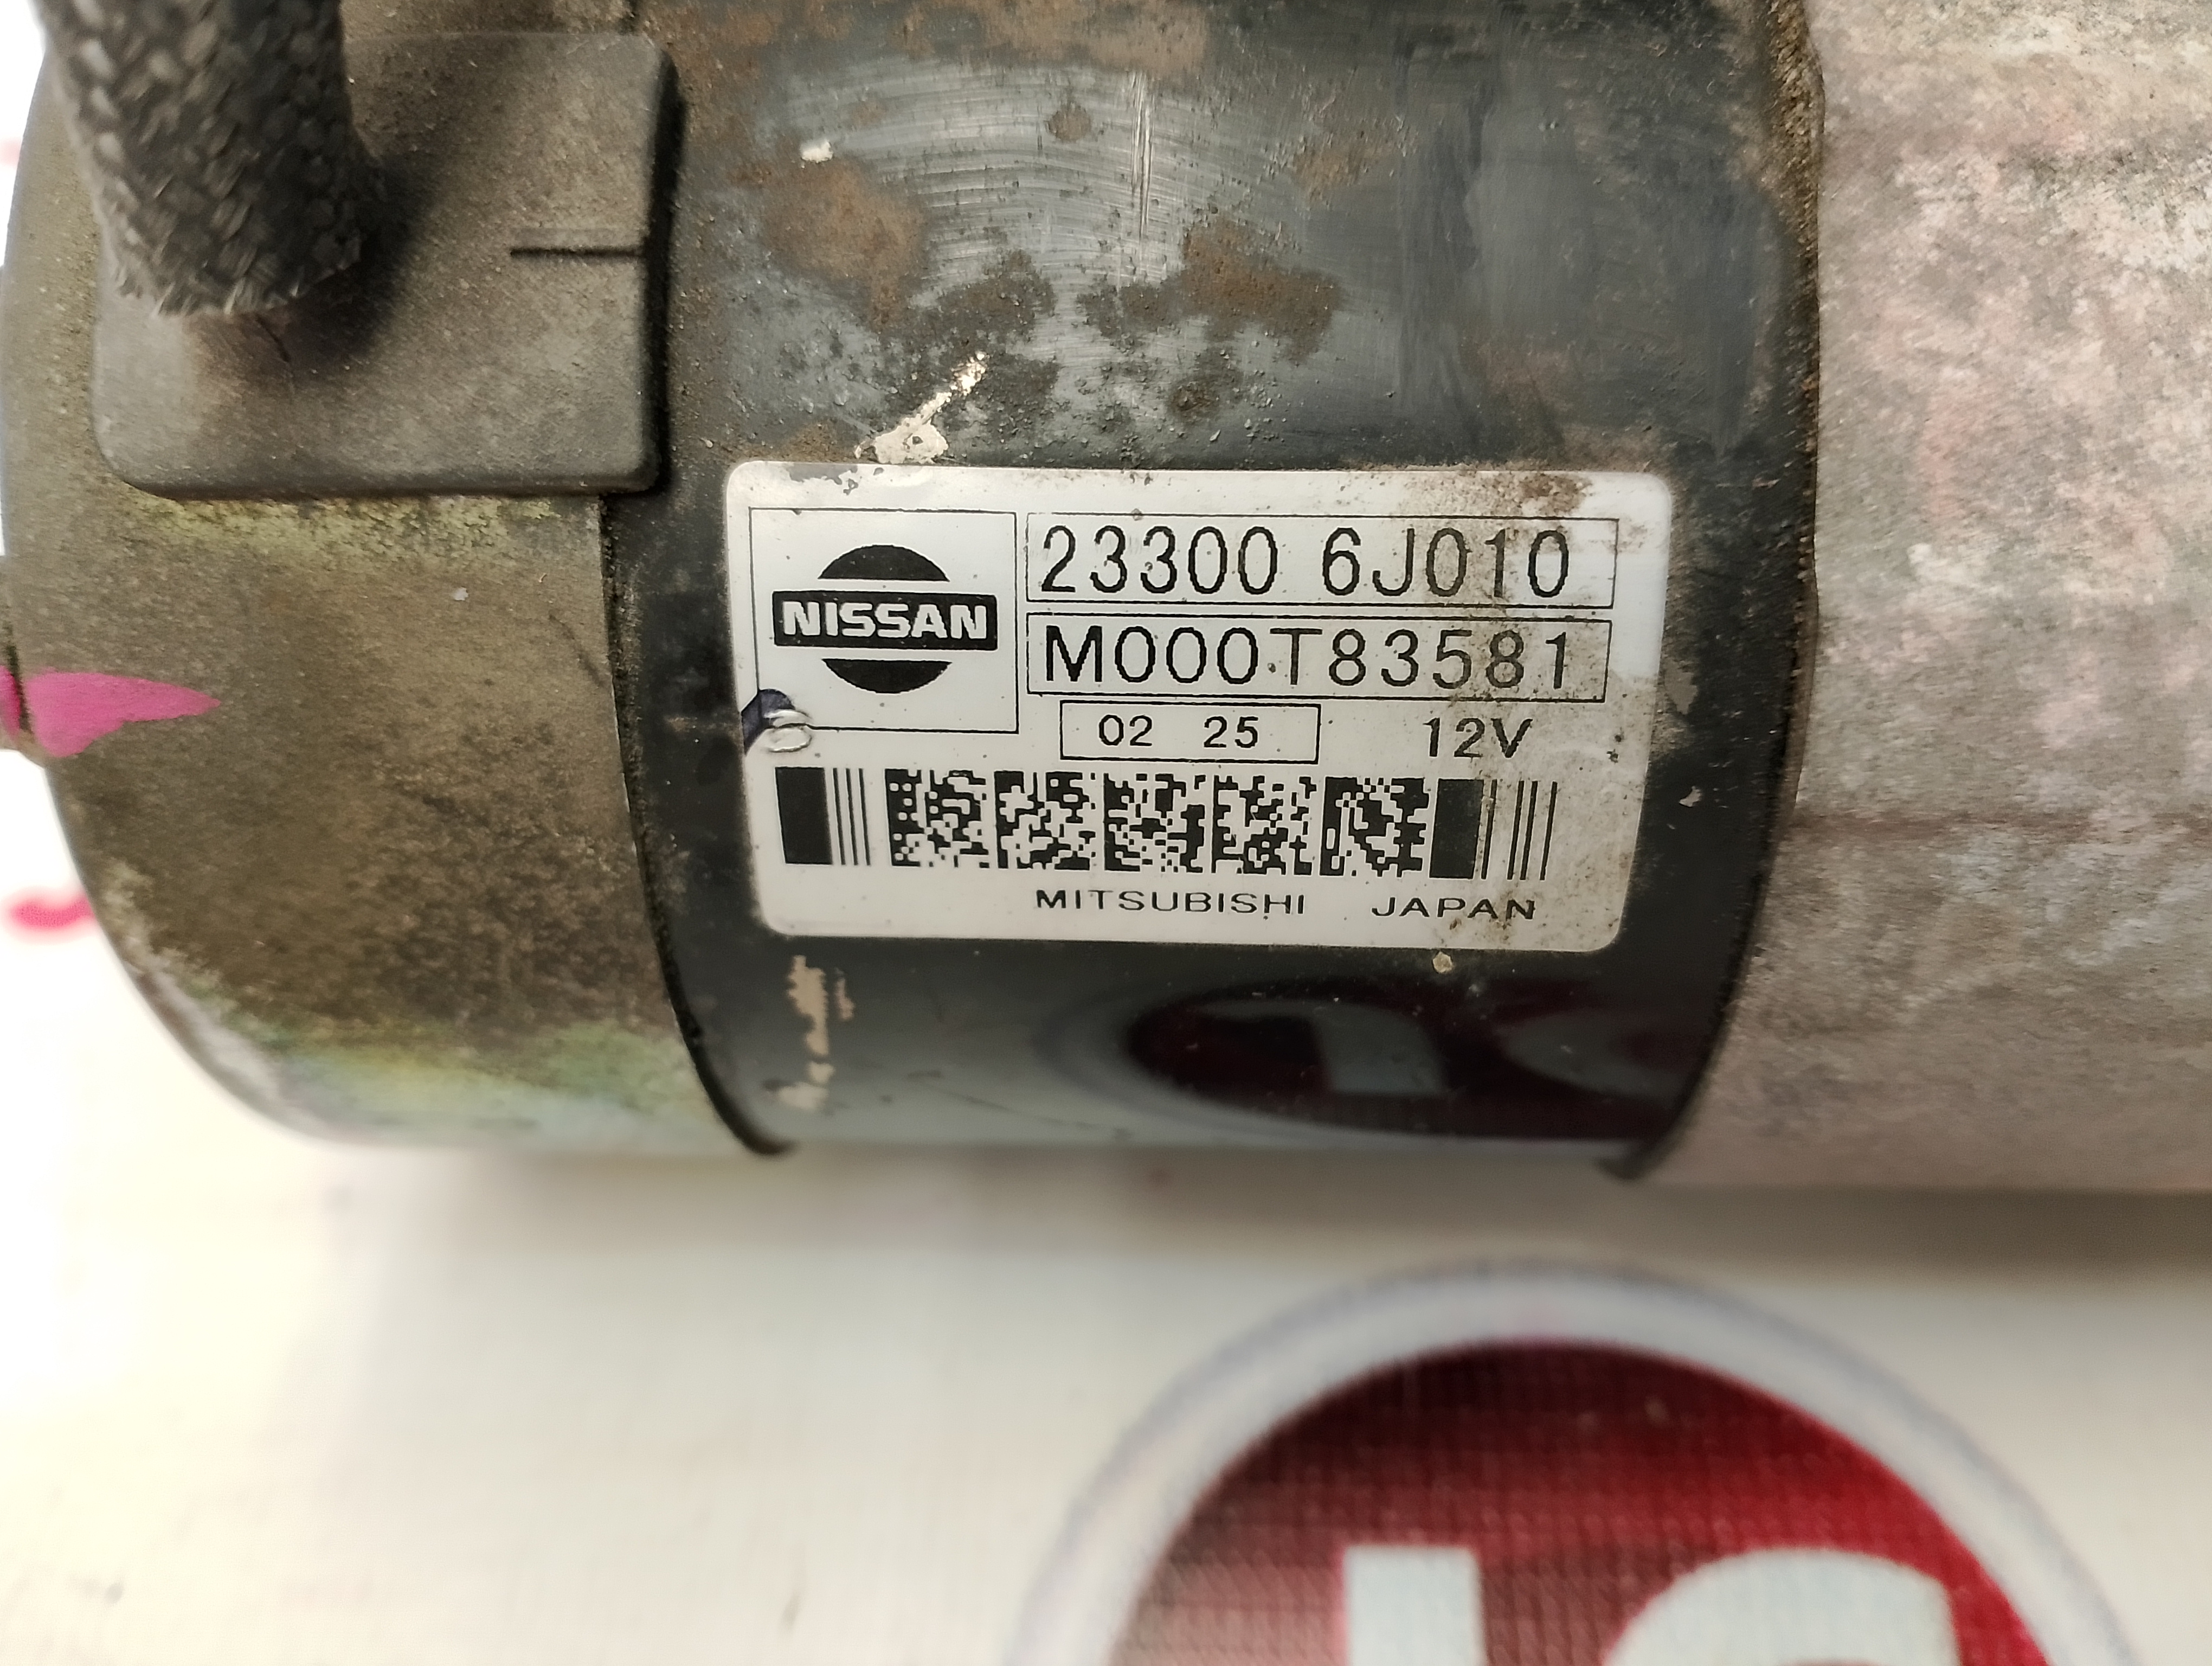 NISSAN
23300 6J010
M000T83581
02 25
12V
MITSUBISHI JAPAN